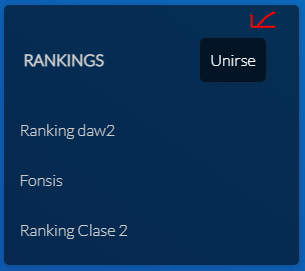 RANKINGS
Unirse
Ranking daw2
Fonsis
Ranking Clase 2